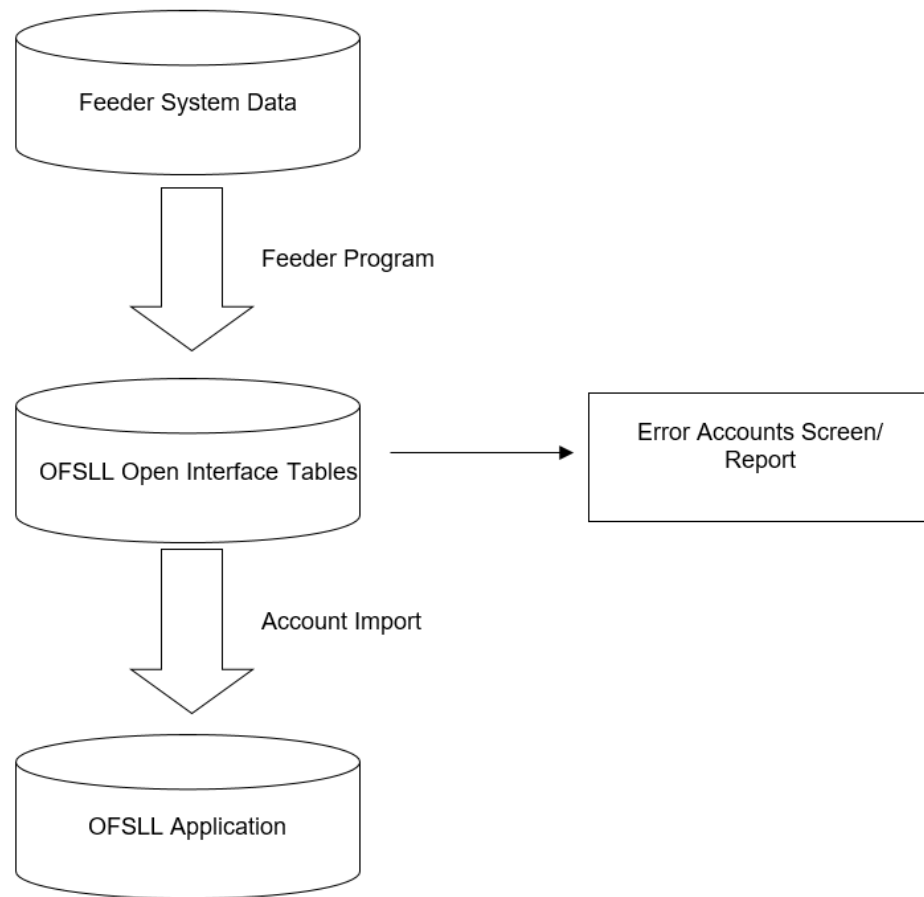 Feeder System Data
Feeder Program
OFSLL Open Interface Tables
Error Accounts Screen/
Report
Account Import
OFSLL Application